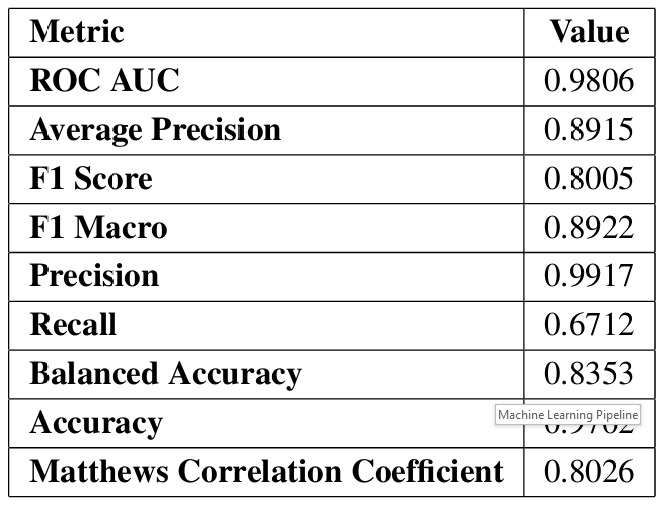 Metric Value
ROC AUC 0.9806
Average Precision 0.8915
F1 Score 0.8005
F1 Macro 0.8922
Precision 0.9917
Recall 0.6712
Balanced Accuracy 0.8353
Machine Learning Pipeline
Accuracy
Matthews Correlation Coefficient 0.8026